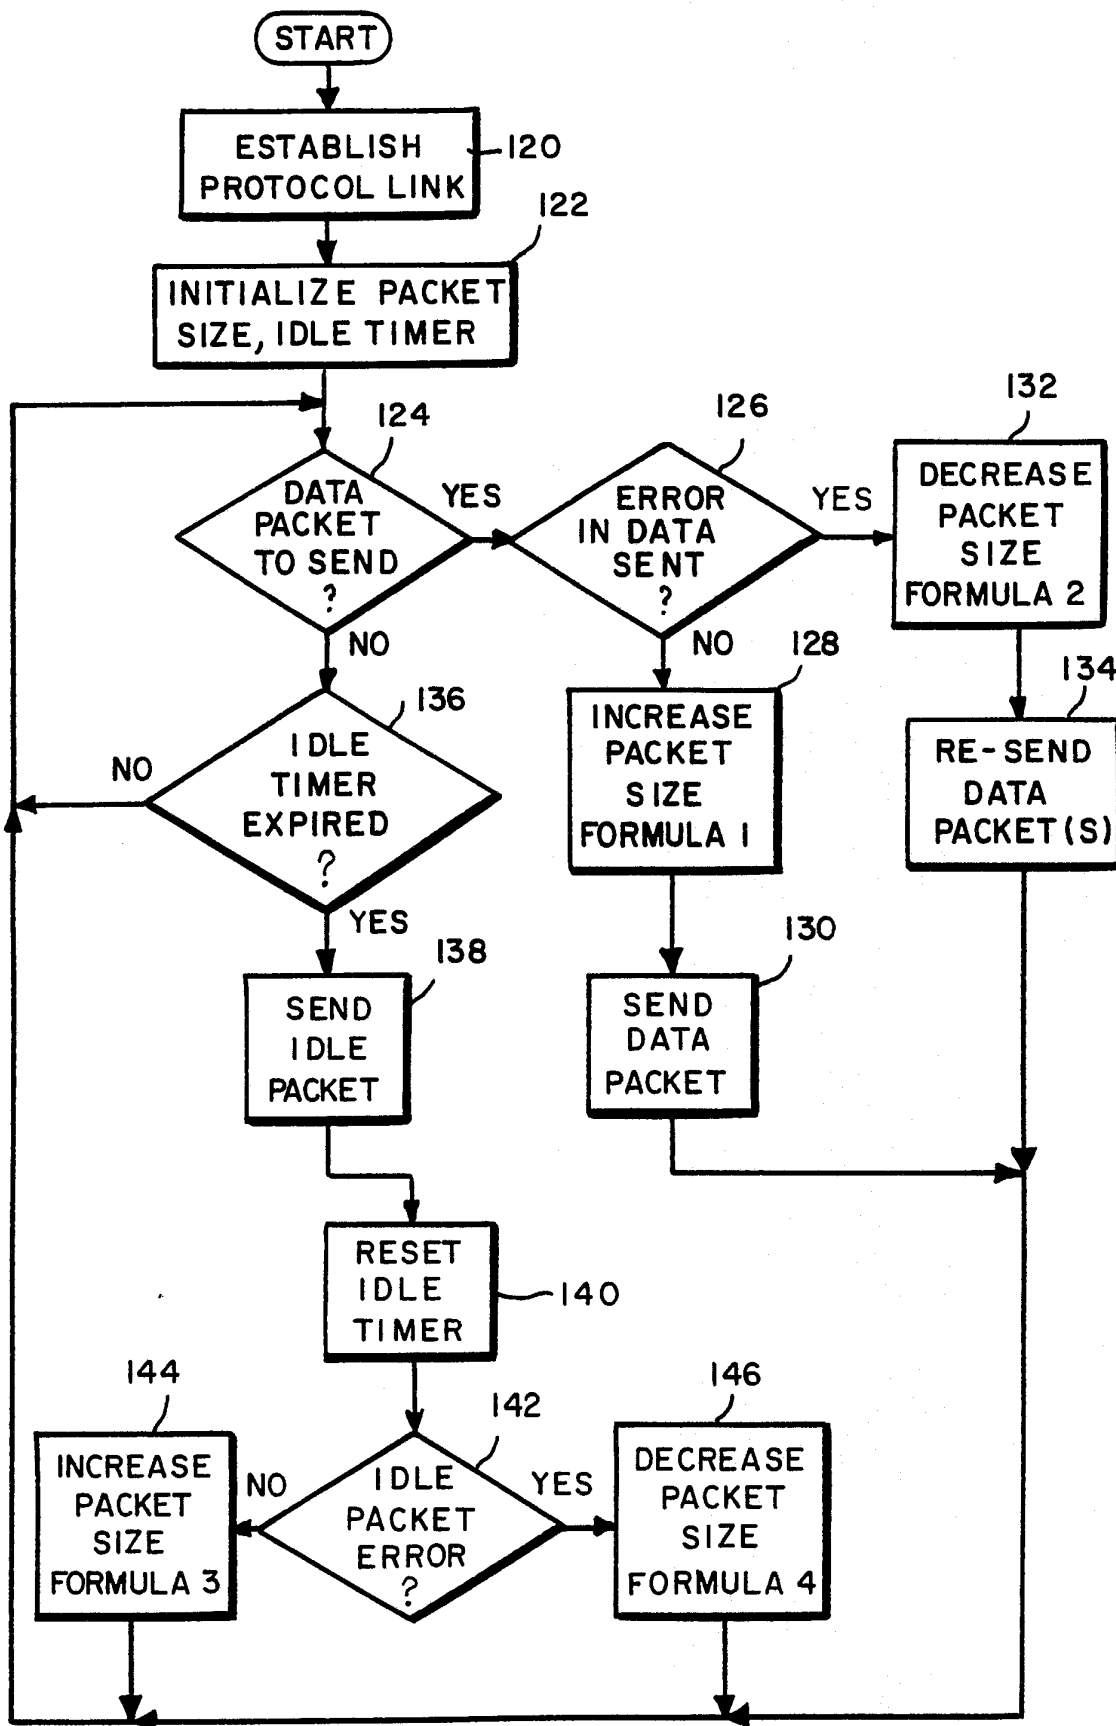 START
ESTABLISH
PROTOCOL LINK
120
122
INITIALIZE PACKET
SIZE, IDLE TIMER
124
DATA
PACKET
TO SEND
?
YES
NO
126
ERROR
IN DATA
SENT
?
YES
NO
132
DECREASE
PACKET
SIZE
FORMULA 2
134
RE-SEND
DATA
PACKET(S)
128
INCREASE
PACKET
SIZE
FORMULA 1
130
SEND
DATA
PACKET
136
IDLE
TIMER
EXPIRED
?
NO
YES
138
SEND
IDLE
PACKET
RESET
IDLE
TIMER
140
142
IDLE
PACKET
ERROR
?
NO
YES
144
INCREASE
PACKET
SIZE
FORMULA 3
146
DECREASE
PACKET
SIZE
FORMULA 4